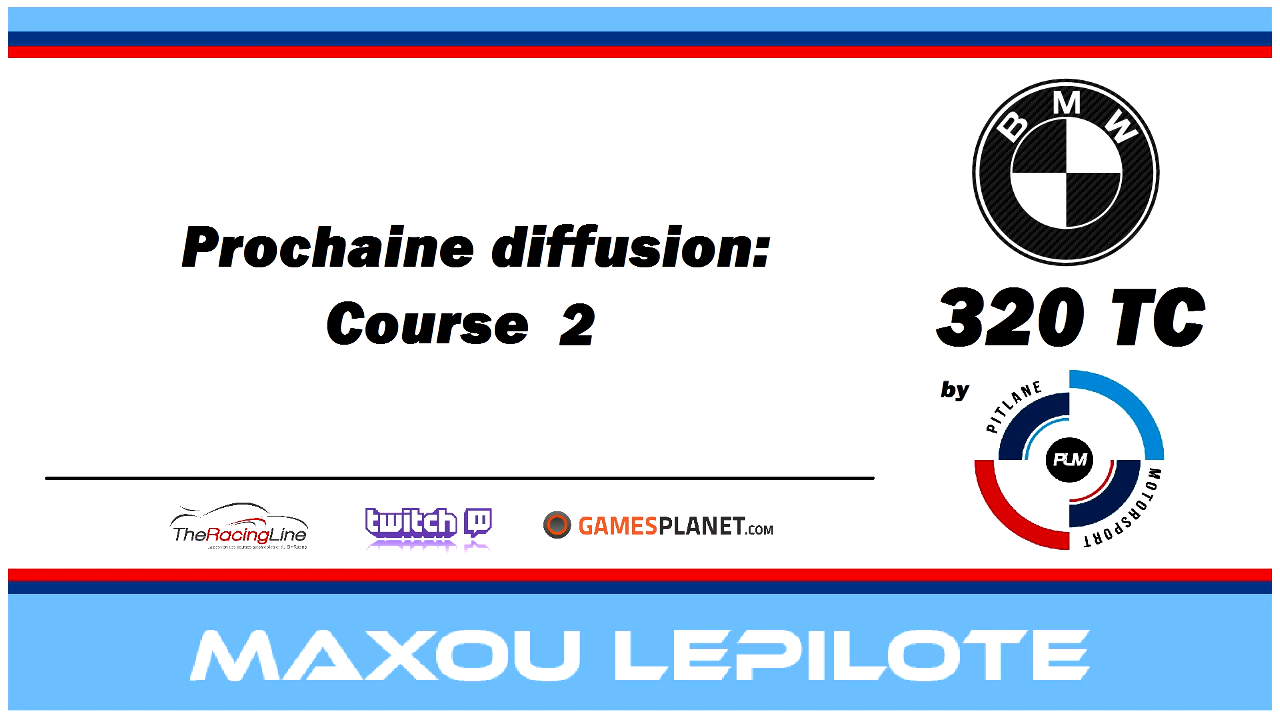 BMW
Prochaine diffusion:
Course 2
320 TC
by
PITLANE
PLM
MOTORSPORT
TheRacingLine
twitch
GAMESPLANET.COM
MAXOU LEPILOTE